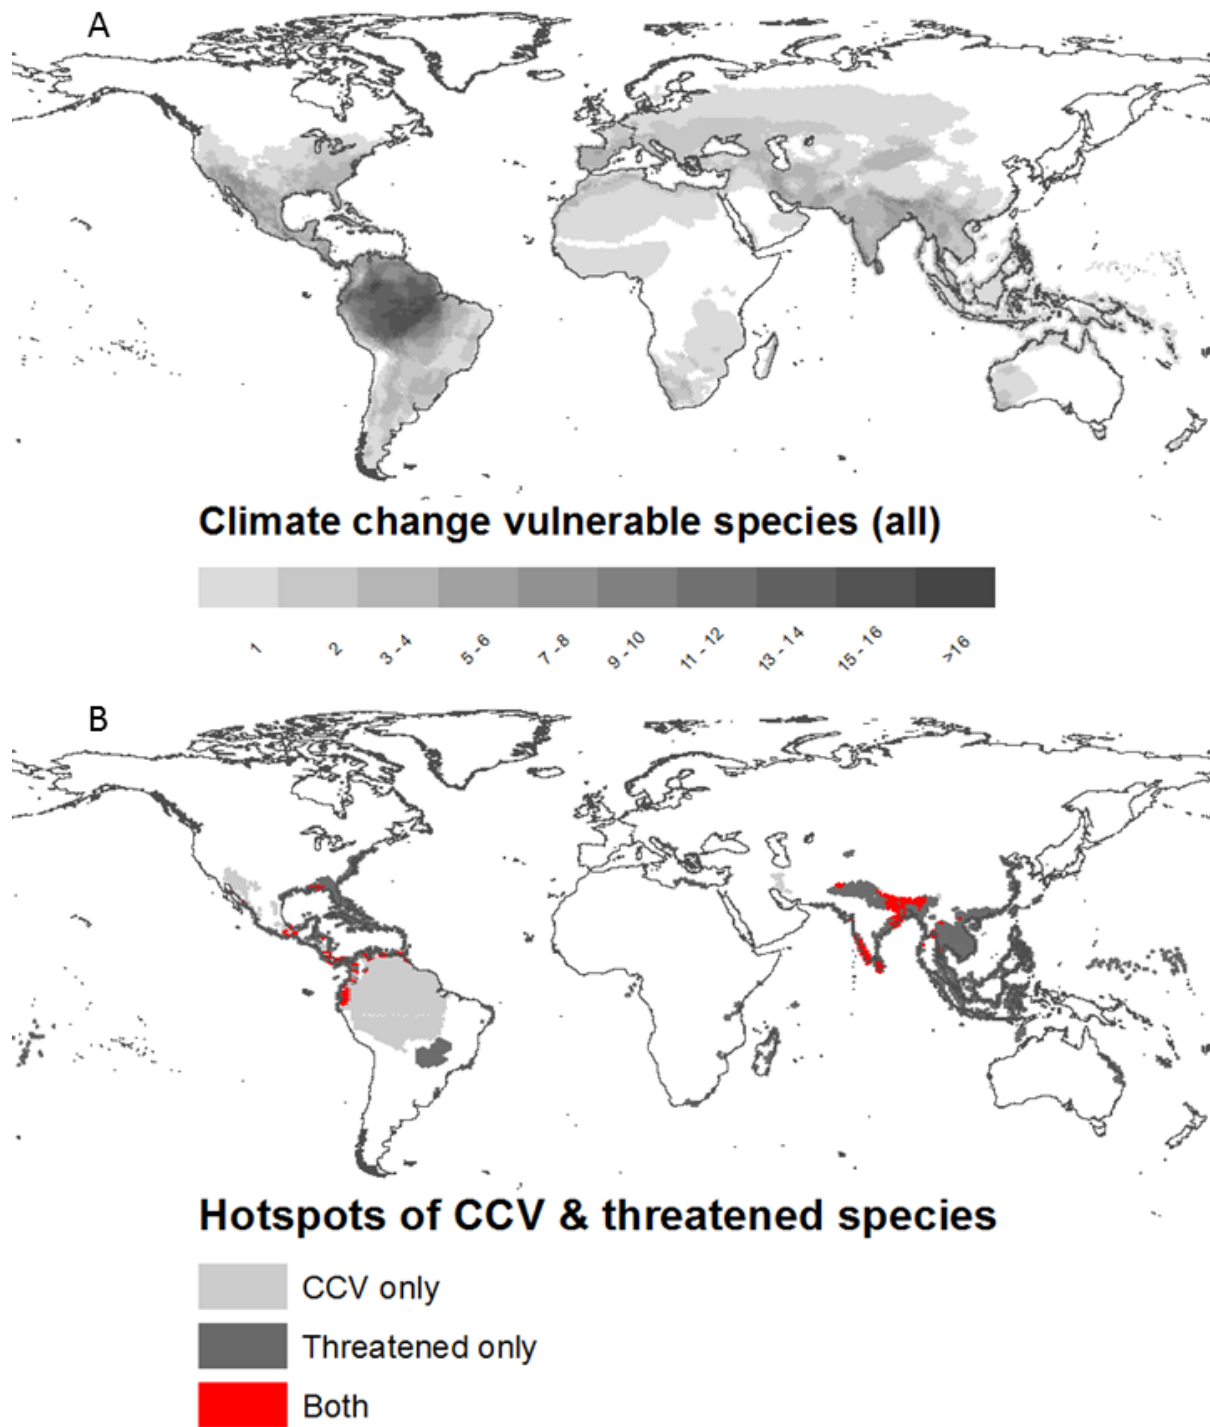 A
Climate change vulnerable species (all)
1
2
3 - 4
5 - 6
7 - 8
9 - 10
11 - 12
13 - 14
15 - 16
>16
B
Hotspots of CCV & threatened species
CCV only
Threatened only
Both